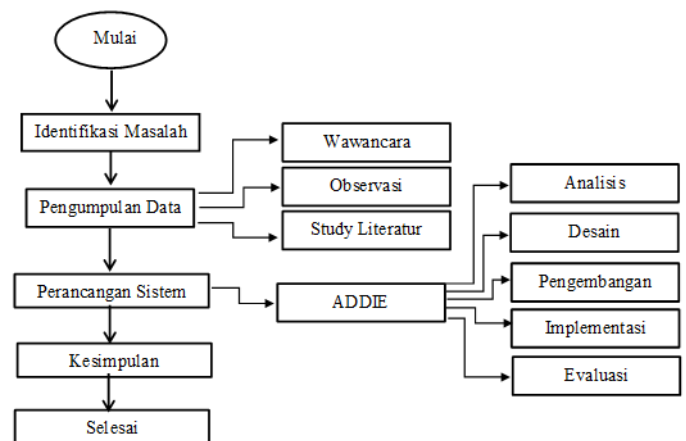 Mulai
Identifikasi Masalah
Pengumpulan Data
Wawancara
Observasi
Study Literatur
Perancangan Sistem
ADDIE
Analisis
Desain
Pengembangan
Implementasi
Evaluasi
Kesimpulan
Selesai